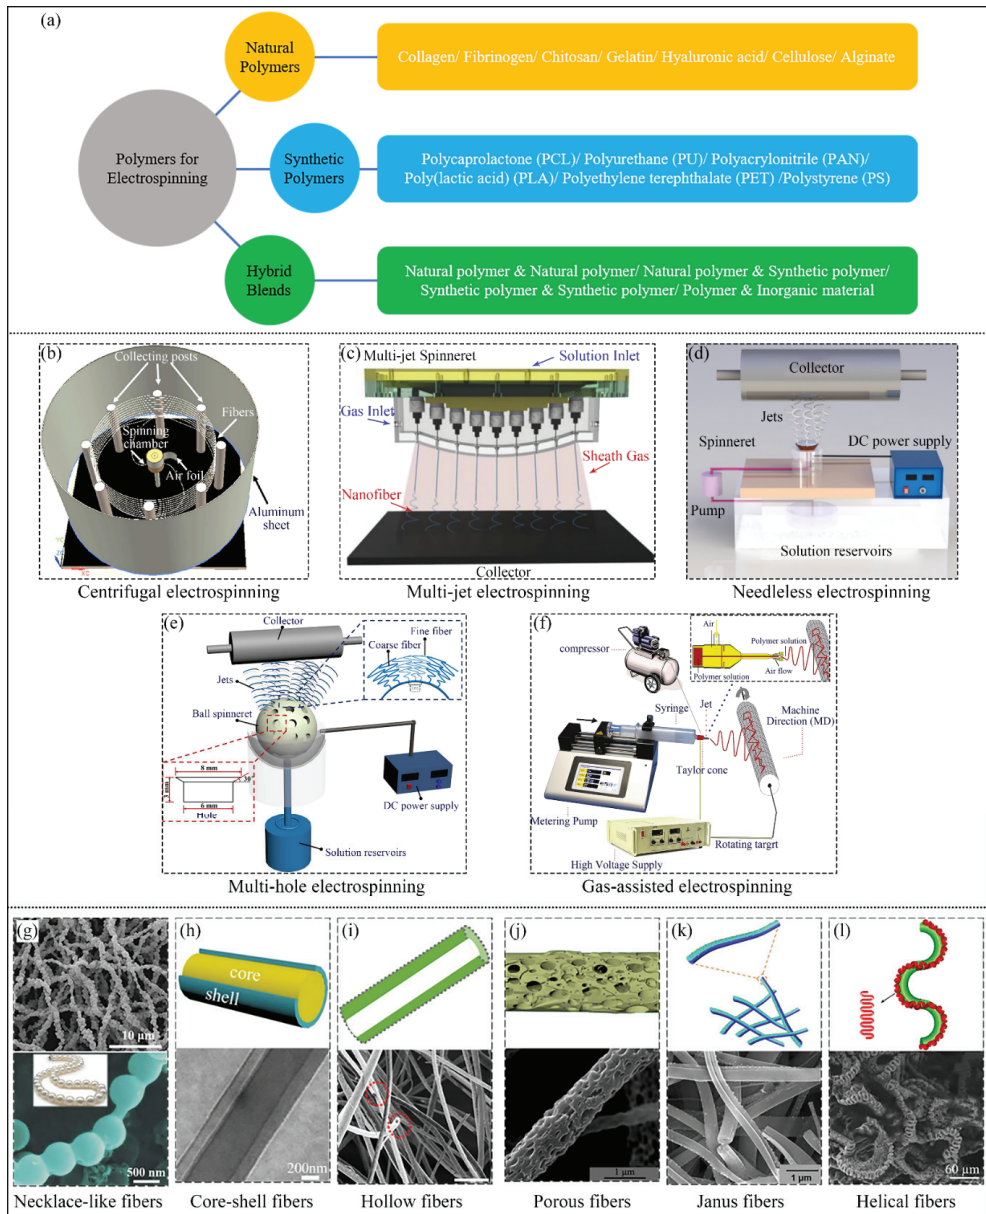 (a)
Natural
Polymers
Collagen/ Fibrinogen/ Chitosan/ Gelatin/ Hyaluronic acid/ Cellulose/ Alginate
Polymers for
Electrospinning
Synthetic
Polymers
Polycaprolactone (PCL)/ Polyurethane (PU)/ Polyacrylonitrile (PAN)/
Poly(lactic acid) (PLA)/ Polyethylene terephthalate (PET) /Polystyrene (PS)
Hybrid
Blends
Natural polymer & Natural polymer/ Natural polymer & Synthetic polymer/
Synthetic polymer & Synthetic polymer/ Polymer & Inorganic material
(b)
Collecting posts
Fibers
Spinning
chamber
Air foil
Aluminum
sheet
Centrifugal electrospinning
(c)
Multi-jet Spinneret
Solution Inlet
Gas Inlet
Sheath Gas
Nanofiber
Collector
Multi-jet electrospinning
(d)
Collector
Jets
Spinneret
DC power supply
Pump
Solution reservoirs
Needleless electrospinning
(e)
Collector
Fine fiber
Coarse fiber
Jets
Ball spinneret
8 mm
30
3 mm
6 mm
Hole
DC power supply
Solution reservoirs
Multi-hole electrospinning
(f)
compressor
Air
Polymer solution
Air flow
Polymer solution
Syringe
Jet
Machine
Direction (MD)
Taylor cone
Metering Pump
High Voltage Supply
Rotating targrt
Gas-assisted electrospinning
(g)
10 μm
500 nm
Necklace-like fibers
(h)
core
shell
200nm
Core-shell fibers
(i)
Hollow fibers
(j)
1 μm
Porous fibers
(k)
1 μm
Janus fibers
(l)
60 μm
Helical fibers